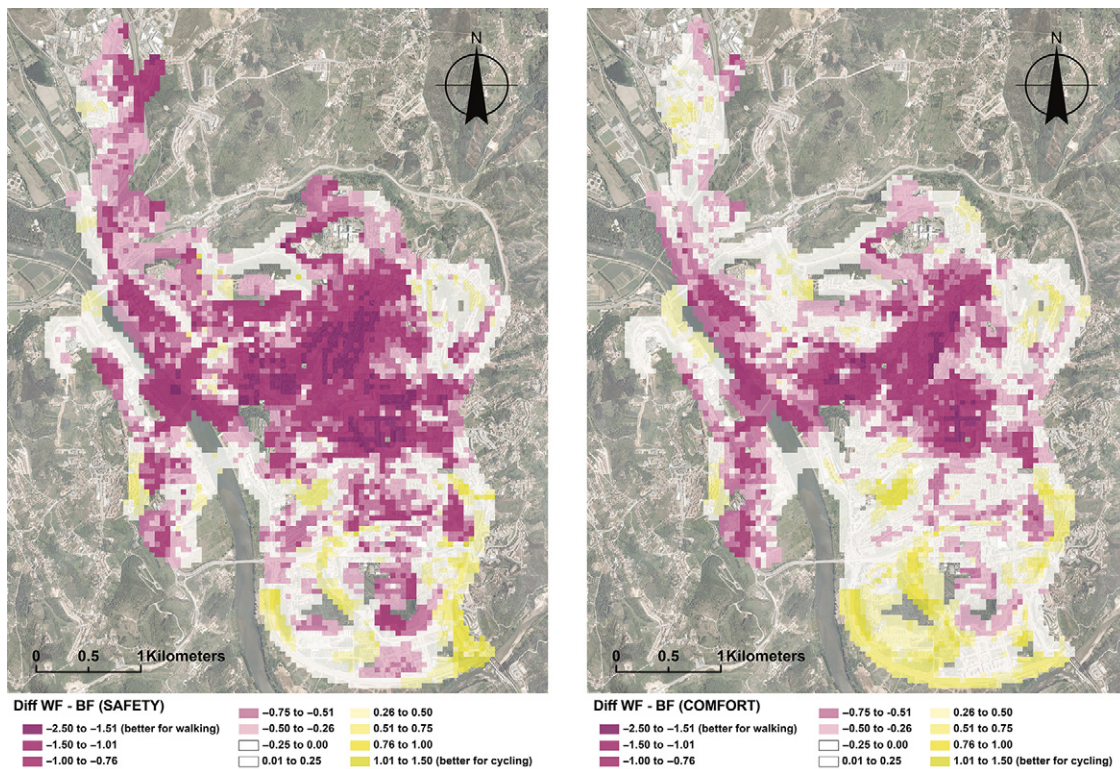 N
0 0.5 1 Kilometers
Diff WF - BF (SAFETY)
−2.50 to −1.51 (better for walking)
−1.50 to −1.01
−1.00 to −0.76
−0.75 to −0.51
−0.50 to −0.26
−0.25 to 0.00
0.01 to 0.25
0.26 to 0.50
0.51 to 0.75
0.76 to 1.00
1.01 to 1.50 (better for cycling)
N
0 0.5 1 Kilometers
Diff WF - BF (COMFORT)
−2.50 to −1.51 (better for walking)
−1.50 to −1.01
−1.00 to −0.76
−0.75 to −0.51
−0.50 to −0.26
−0.25 to 0.00
0.01 to 0.25
0.26 to 0.50
0.51 to 0.75
0.76 to 1.00
1.01 to 1.50 (better for cycling)